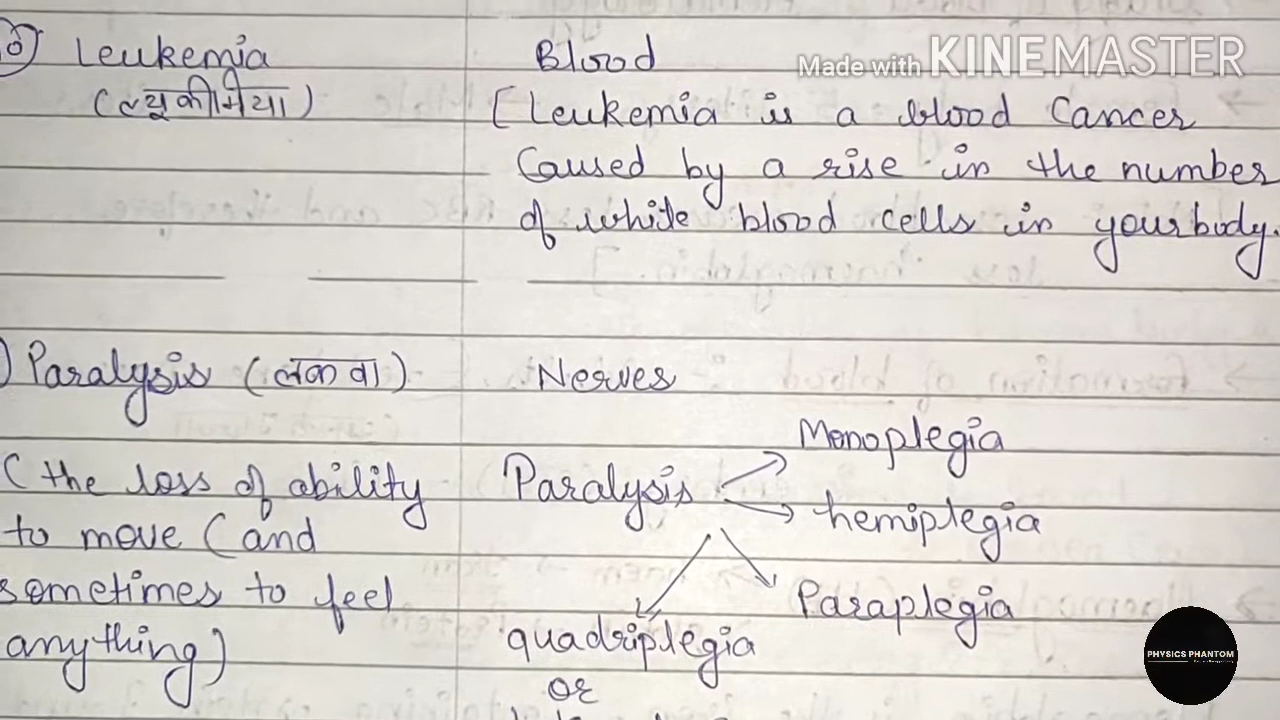 Leukemia Blood
(ल्यूकीमिया) [Leukemia is a blood Cancer
Caused by a rise in the number
of white blood cells in your body.
Paralysis (लकवा) Nerves
Monoplegia
(the loss of ability Paralysis
to move (and hemiplegia
sometimes to feel Paraplegia
anything) quadriplegia
or
Made with KINEMASTER
PHYSICS PHANTOM